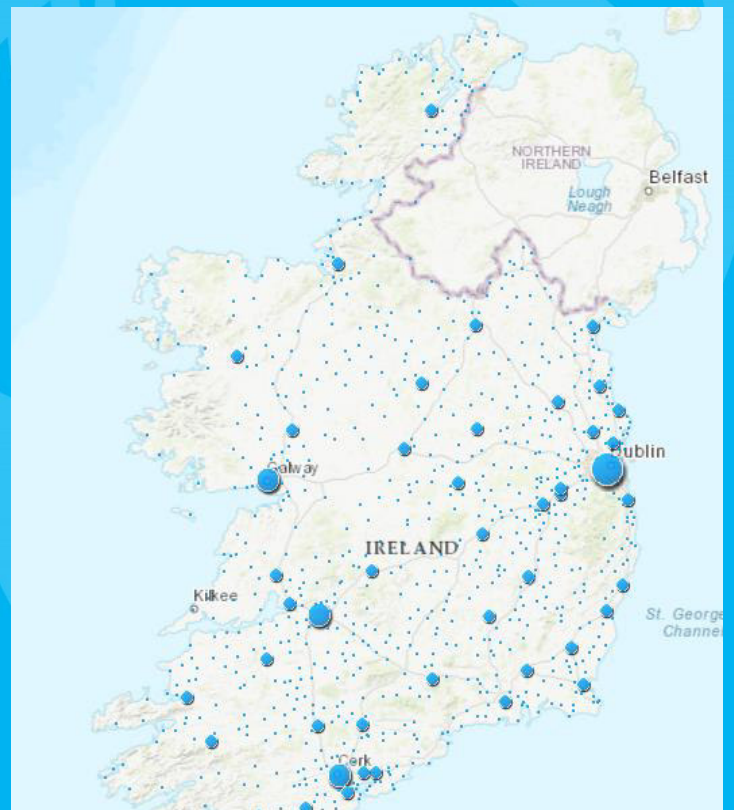 NORTHERN
IRELAND
Belfast
Lough
Neagh
Dublin
Galway
IRELAND
Kilkee
St. George
Channel
Cork